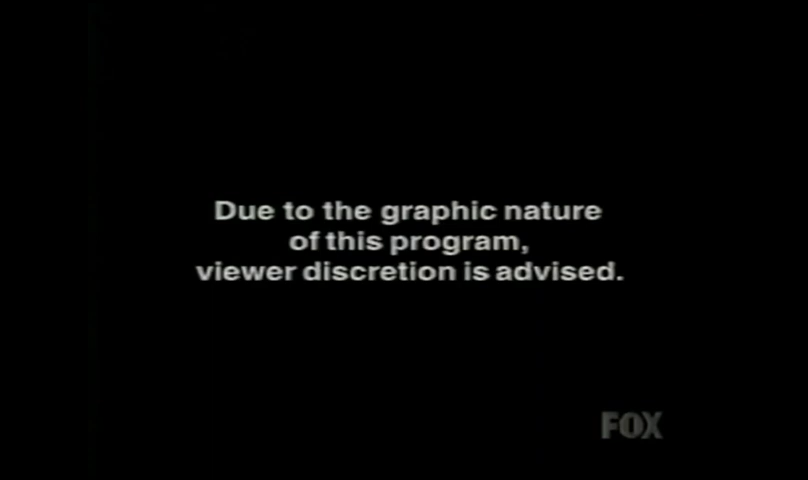 Due to the graphic nature
of this program,
viewer discretion is advised.
FOX